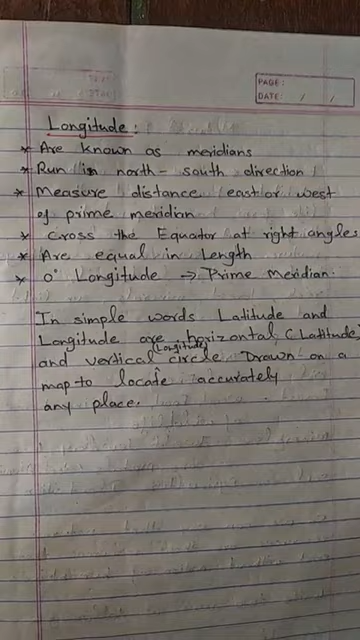 PAGE:
DATE: / /
Longitude:
* Are known as meridians
* Run in north - south direction
* Measure distance east or west
of prime meridian
* Cross the Equator at right angles
* Are equal in Length
* 0° Longitude → Prime Meridian.
In simple words Latitude and
Longitude are horizontal (Latitude)
and vertical (Longitude) circle Drawn on a
map to locate accurately
any place.